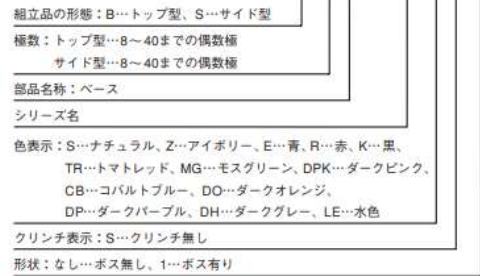 組立品の形態：B…トップ型、S…サイド型
極数：トップ型…8～40までの偶数極
サイド型…8～40までの偶数極
部品名称：ベース
シリーズ名
色表示：S…ナチュラル、Z…アイボリー、E…青、R…赤、K…黒、
TR…トマトレッド、MG…モスグリーン、DPK…ダークピンク、
CB…コバルトブルー、DO…ダークオレンジ、
DP…ダークパープル、DH…ダークグレー、LE…水色
クリンチ表示：S…クリンチ無し
形状：なし…ボス無し、1…ボス有り